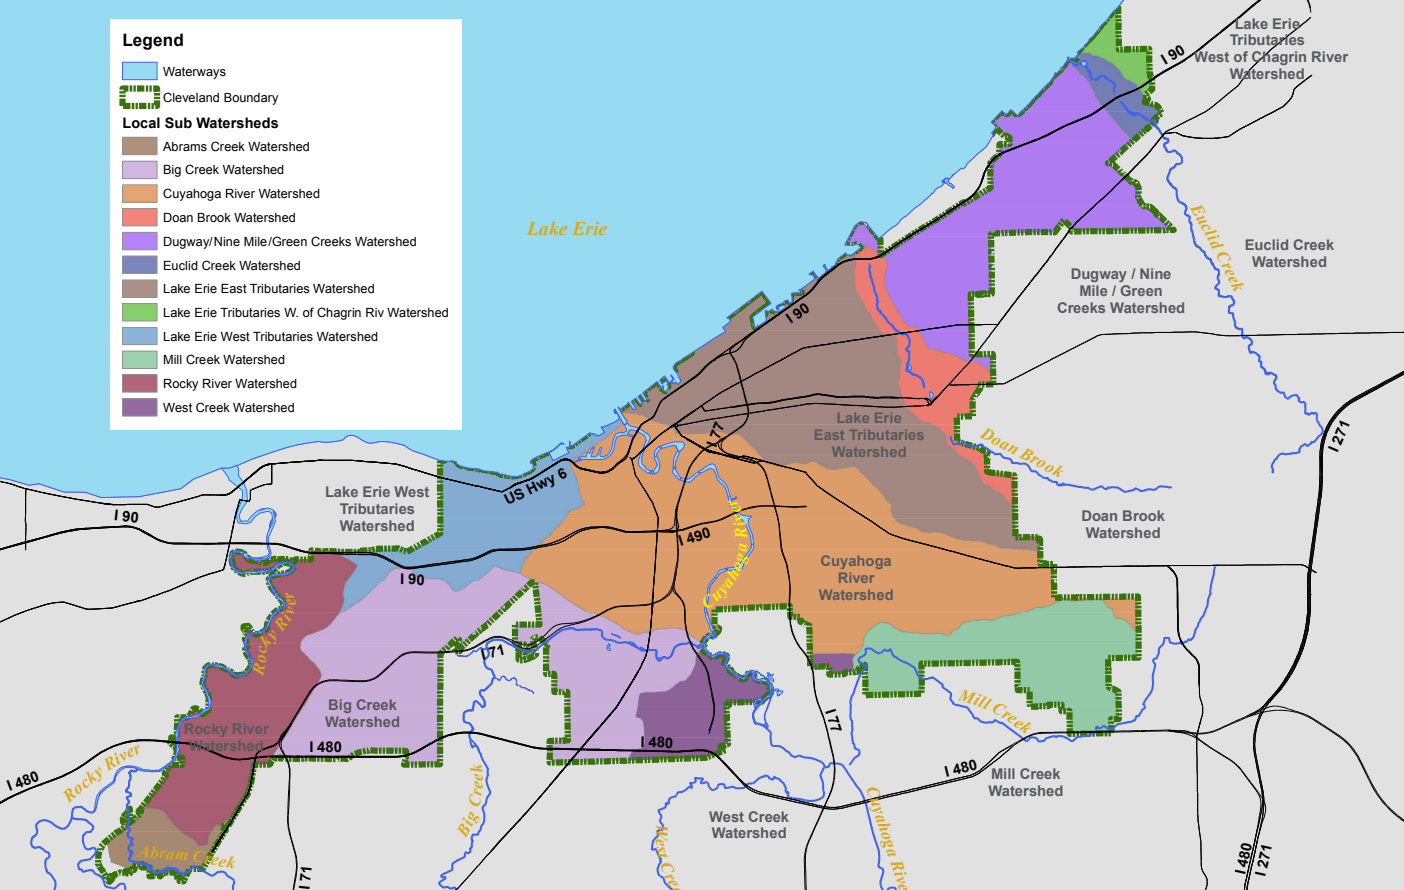 Legend
Waterways
Cleveland Boundary
Local Sub Watersheds
Abrams Creek Watershed
Big Creek Watershed
Cuyahoga River Watershed
Doan Brook Watershed
Dugway/Nine Mile/Green Creeks Watershed
Euclid Creek Watershed
Lake Erie East Tributaries Watershed
Lake Erie Tributaries W. of Chagrin Riv Watershed
Lake Erie West Tributaries Watershed
Mill Creek Watershed
Rocky River Watershed
West Creek Watershed
Lake Erie
Tributaries
West of Chagrin River
Watershed
I 90
Lake Erie
Euclid Creek
Euclid Creek
Watershed
Dugway / Nine
Mile / Green
Creeks Watershed
I 90
Lake Erie
East Tributaries
Watershed
I 77
Doan Brook
I 271
US Hwy 6
Lake Erie West
Tributaries
Watershed
I 90
Doan Brook
Watershed
I 490
Cuyahoga River
Cuyahoga
River
Watershed
I 90
Rocky River
I 71
Big Creek
Watershed
Rocky River
Watershed
I 480
I 480
I 77
Mill Creek
Rocky River
I 480
I 480
Mill Creek
Watershed
Big Creek
West Creek
Watershed
West Cree
Cuyahoga Rive
Abram Creek
I 71
I 480
I 271